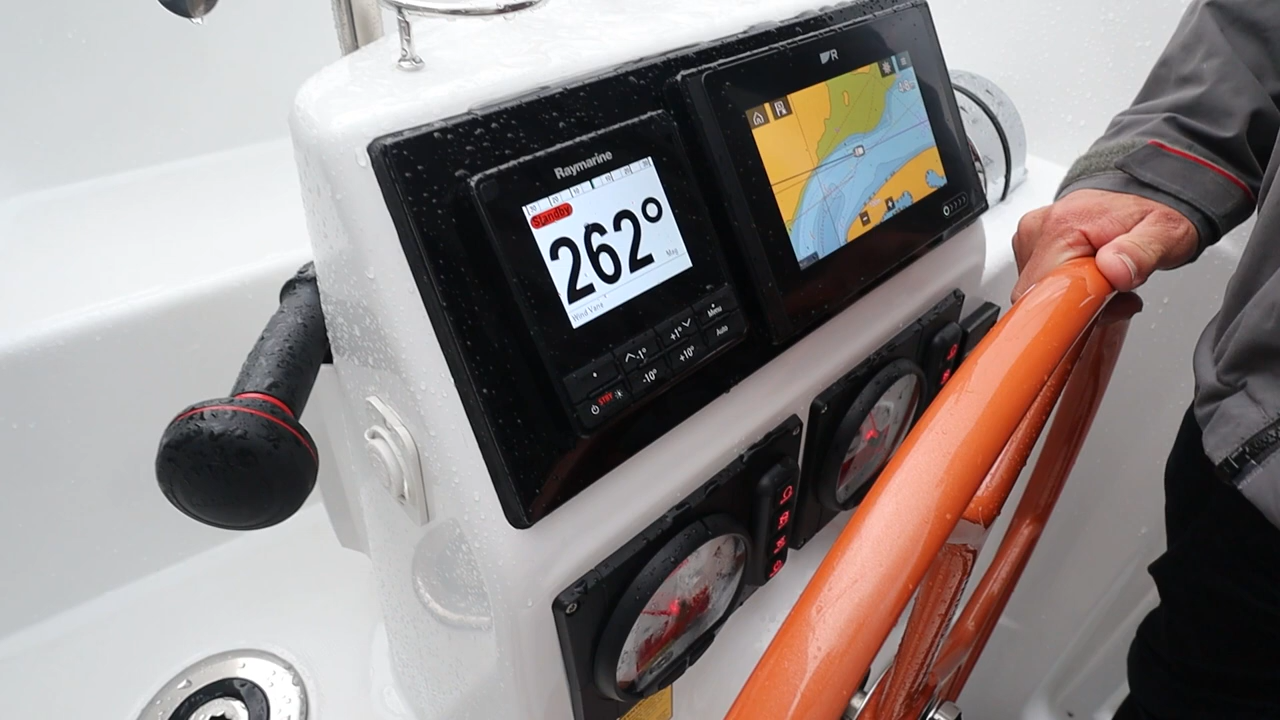 Raymarine
R
Standby
262°
Mag
Wind Vane
-1°
+1°
Menu
STBY
-10°
+10°
Auto